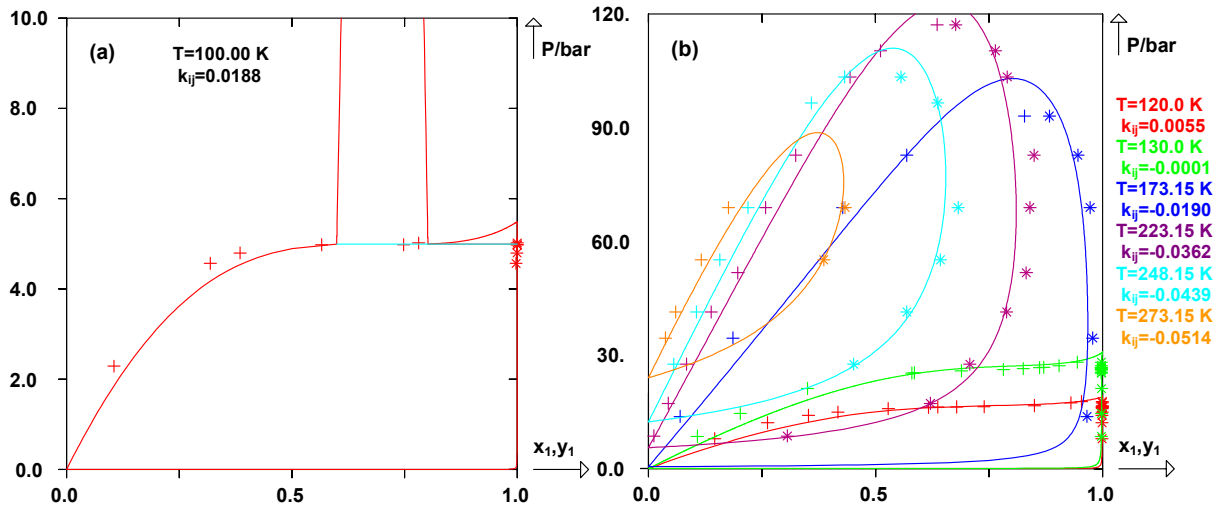 10.0
(a)
T=100.00 K
kᵢⱼ=0.0188
P/bar
8.0
6.0
4.0
2.0
0.0
x₁,y₁
0.0
0.5
1.0
120.
(b)
P/bar
90.0
60.0
30.
0.0
x₁,y₁
0.0
0.5
1.0
T=120.0 K
kᵢⱼ=0.0055
T=130.0 K
kᵢⱼ=-0.0001
T=173.15 K
kᵢⱼ=-0.0190
T=223.15 K
kᵢⱼ=-0.0362
T=248.15 K
kᵢⱼ=-0.0439
T=273.15 K
kᵢⱼ=-0.0514